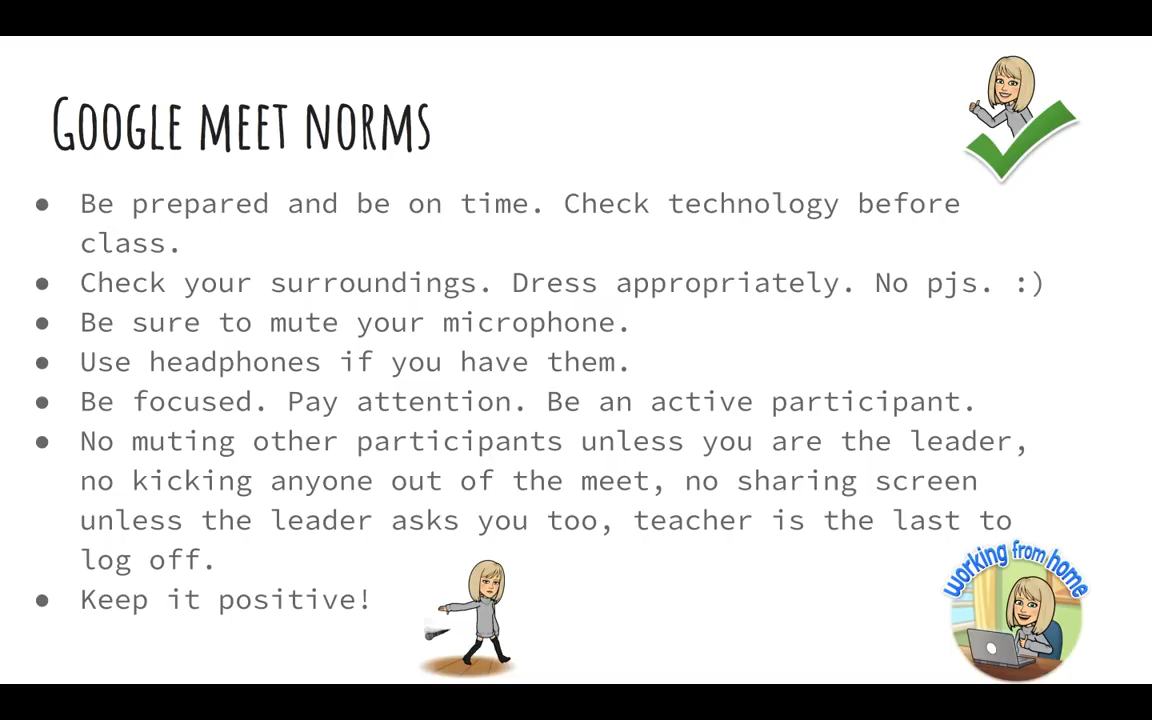 Google meet norms
● Be prepared and be on time. Check technology before
class.
● Check your surroundings. Dress appropriately. No pjs. :)
● Be sure to mute your microphone.
● Use headphones if you have them.
● Be focused. Pay attention. Be an active participant.
● No muting other participants unless you are the leader,
no kicking anyone out of the meet, no sharing screen
unless the leader asks you too, teacher is the last to
log off.
● Keep it positive!
working from home